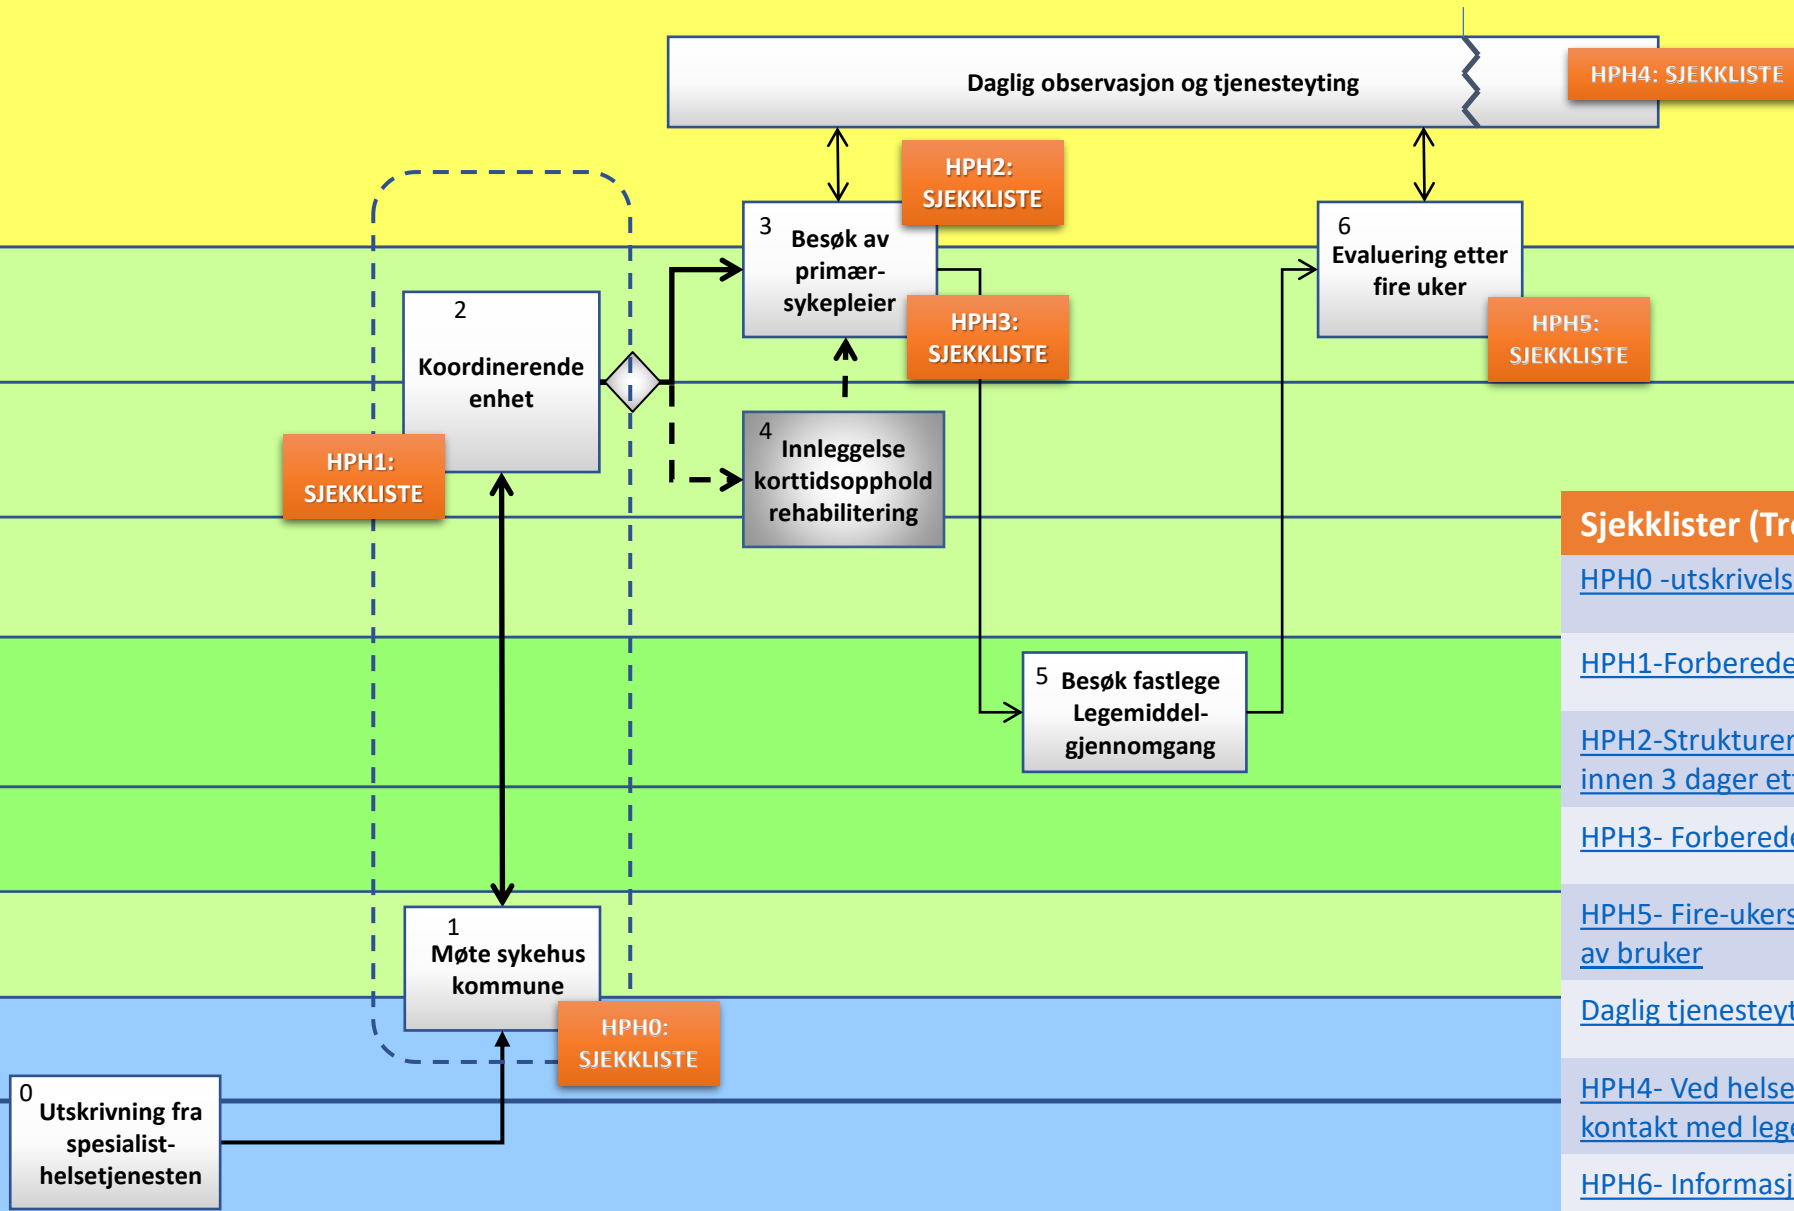 Daglig observasjon og tjenesteyting
HPH4: SJEKKLISTE
HPH2:
SJEKKLISTE
3
Besøk av
primær-
sykepleier
HPH3:
SJEKKLISTE
6
Evaluering etter
fire uker
HPH5:
SJEKKLISTE
2
Koordinerende
enhet
HPH1:
SJEKKLISTE
4
Innleggelse
korttidsopphold
rehabilitering
5
Besøk fastlege
Legemiddel-
gjennomgang
1
Møte sykehus
kommune
HPH0:
SJEKKLISTE
0
Utskrivning fra
spesialist-
helsetjenesten
Sjekklister (Tr
HPH0 -utskrivels
HPH1-Forberede
HPH2-Strukturer
innen 3 dager et
HPH3- Forberede
HPH5- Fire-ukers
av bruker
Daglig tjenesteyt
HPH4- Ved helse
kontakt med lege
HPH6- Informasj